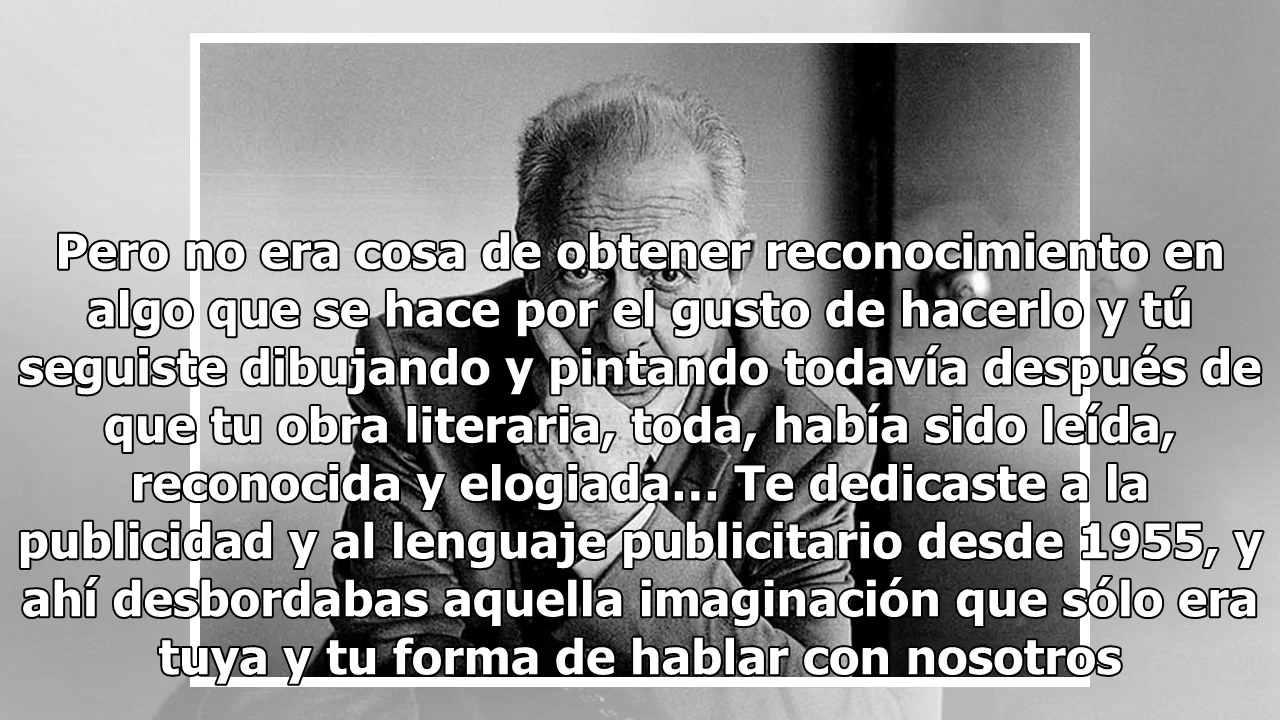 Pero no era cosa de obtener reconocimiento en
algo que se hace por el gusto de hacerlo y tú
seguiste dibujando y pintando todavía después de
que tu obra literaria, toda, había sido leída,
reconocida y elogiada... Te dedicaste a la
publicidad y al lenguaje publicitario desde 1955, y
ahí desbordabas aquella imaginación que sólo era
tuya y tu forma de hablar con nosotros